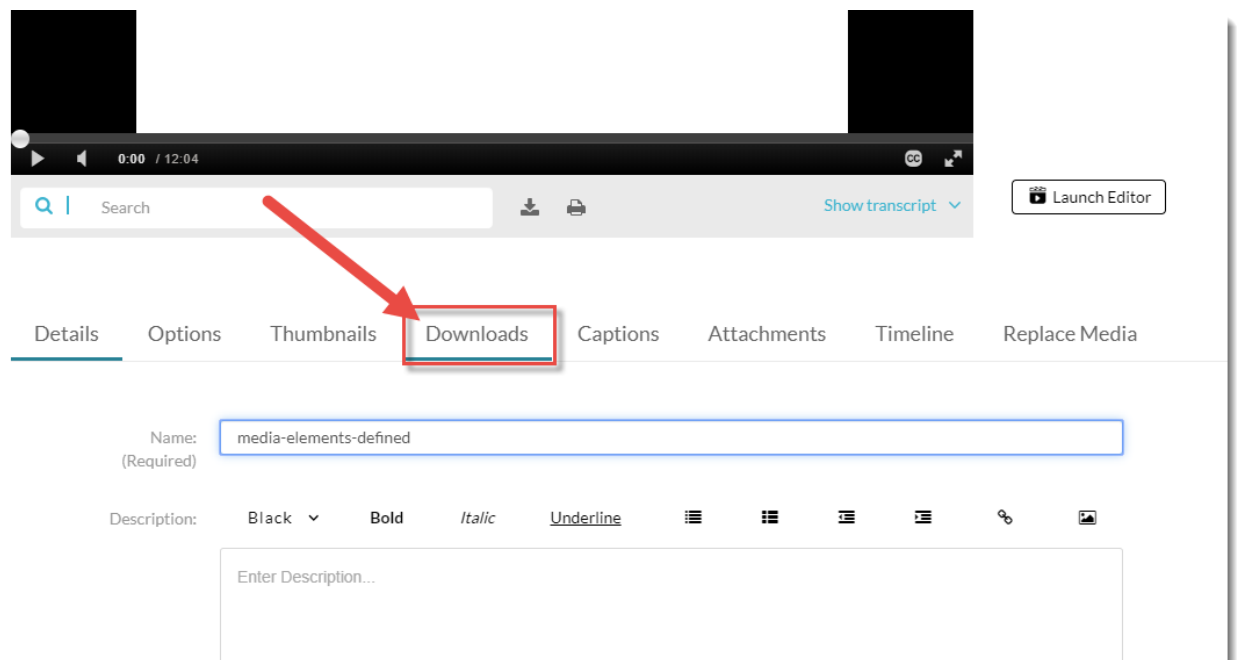 0:00 / 12:04
CC
Search
Show transcript
Launch Editor
Details Options Thumbnails Downloads Captions Attachments Timeline Replace Media
Name: media-elements-defined
(Required)
Description: Black Bold Italic Underline
Enter Description...